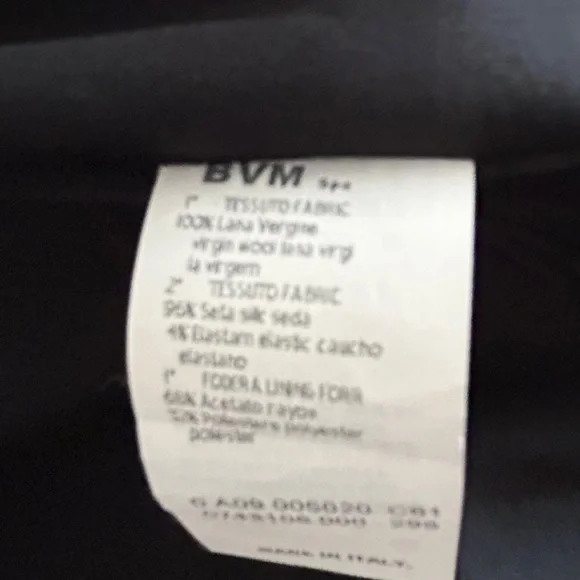 BVM Spa
1° TESSUTO FABRIC
100% Lana Vergine
virgin wool lana virgi
la virgem
2° TESSUTO FABRIC
96% Seta silk seda
4% Elastam elastic caucho
elastano
1° FODERA LINING FORR
68% Acetato rayon
32% Poliestere polyester
poliester
MADE IN ITALY.